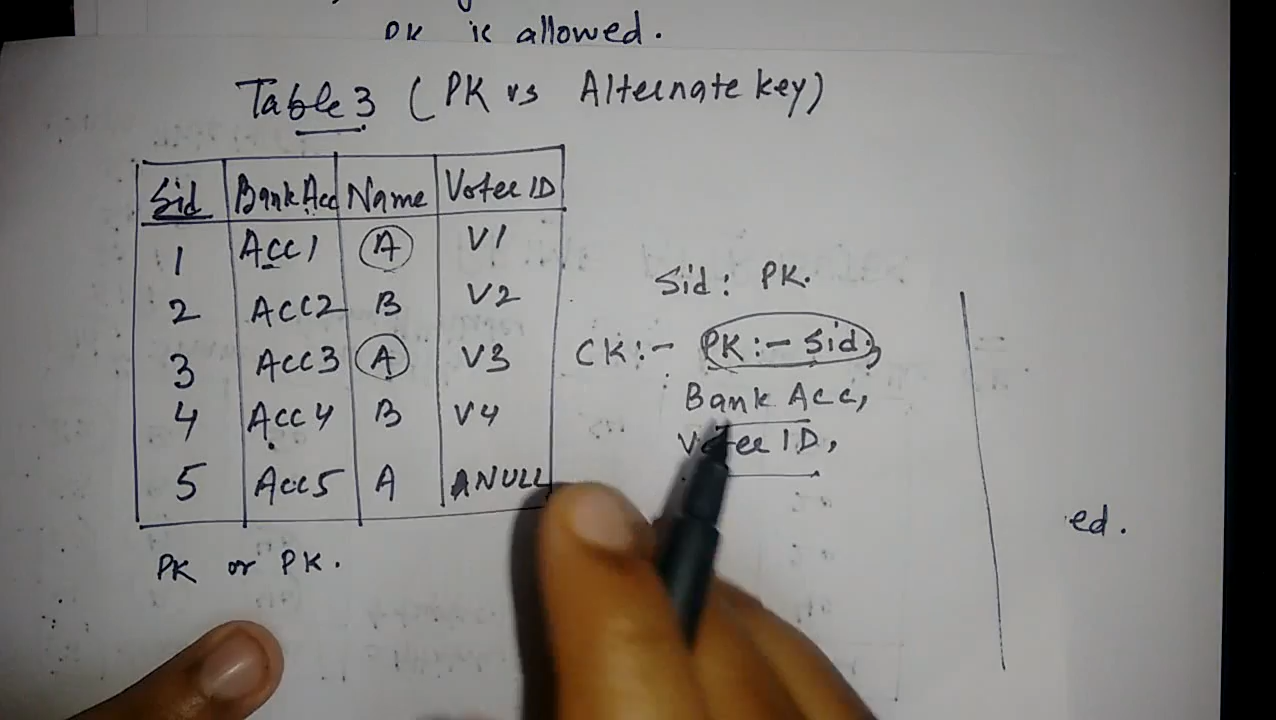 PK is allowed.
Table 3 (PK vs Alternate key)
Sid BankAcc Name Voter ID
1 Acc1 A V1
2 Acc2 B V2
3 Acc3 A V3
4 Acc4 B V4
5 Acc5 A NULL
Sid: PK.
CK:- PK:- Sid,
Bank Acc,
Voter ID,
ed.
PK or PK.